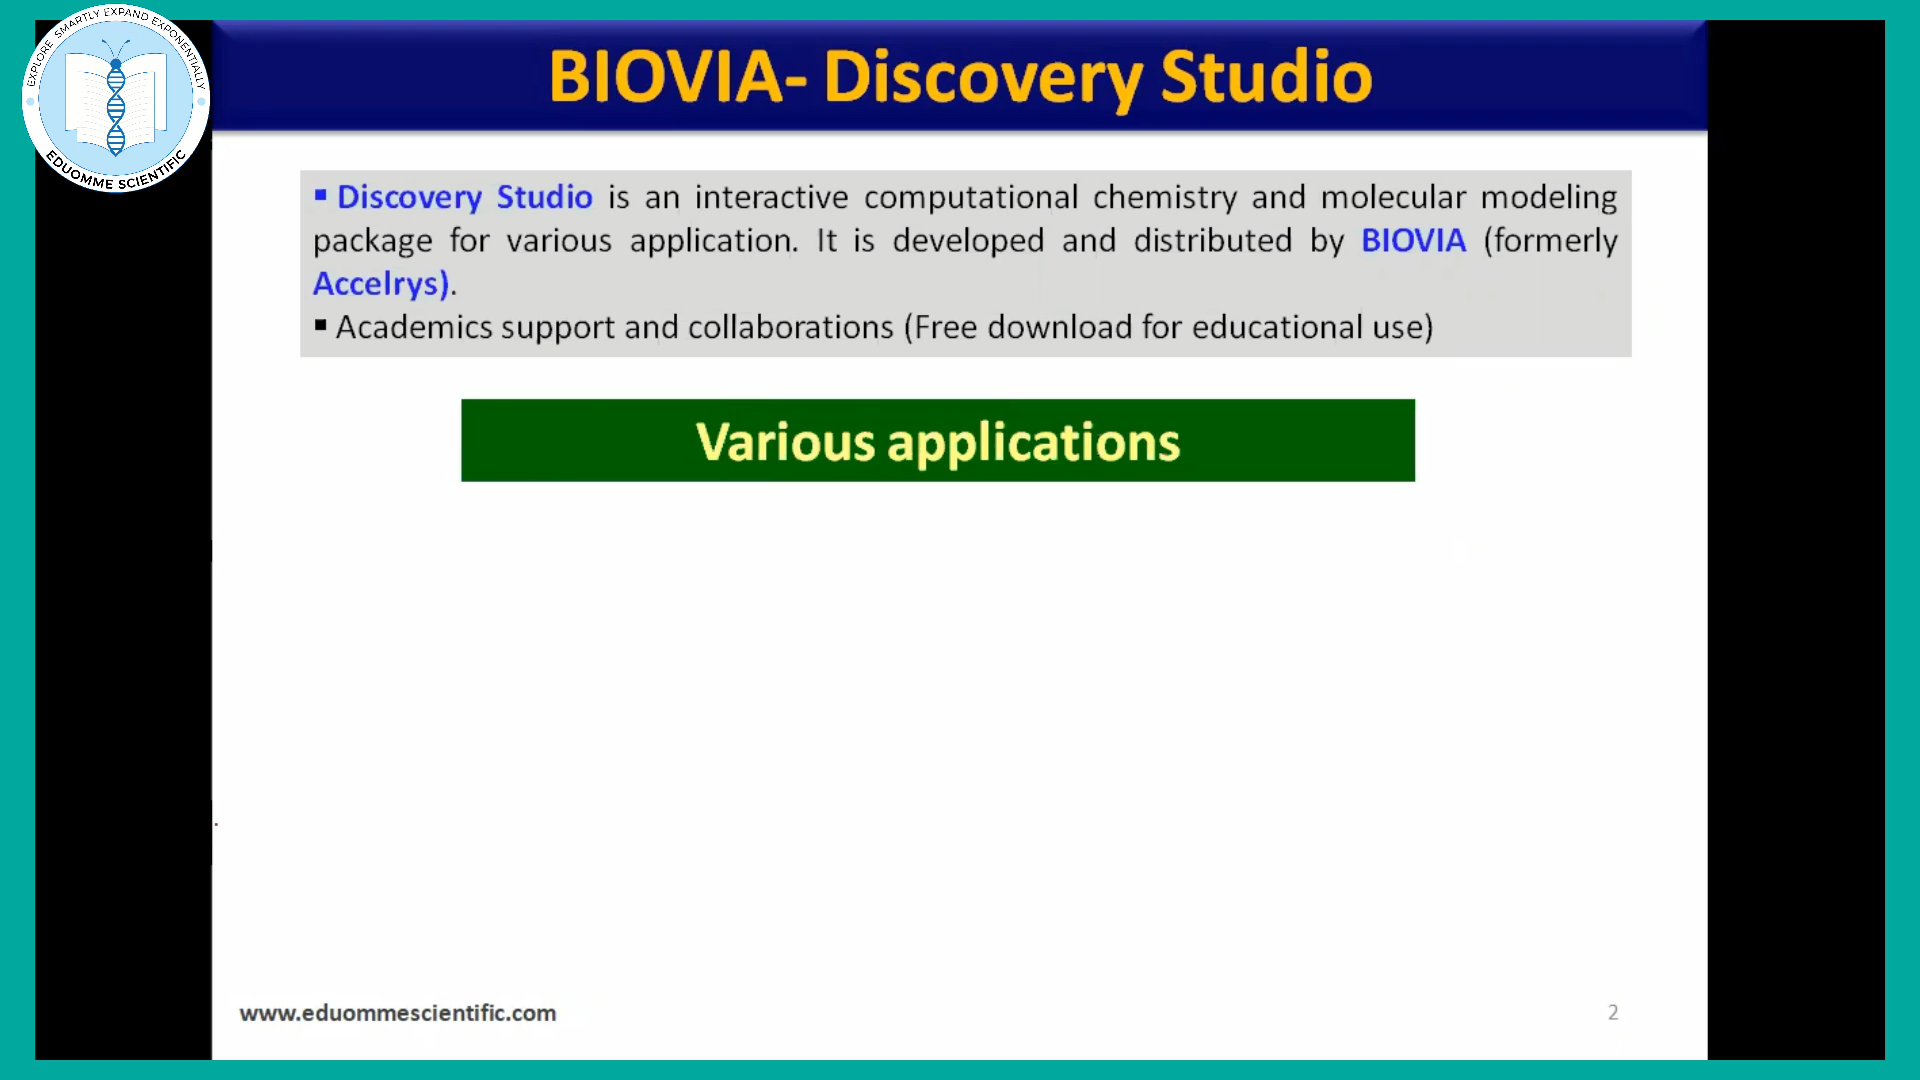 EXPLORE SMARTLY EXPAND EXPONENTIALLY
EDUOMME SCIENTIFIC
BIOVIA- Discovery Studio
▪ Discovery Studio is an interactive computational chemistry and molecular modeling
package for various application. It is developed and distributed by BIOVIA (formerly
Accelrys).
▪ Academics support and collaborations (Free download for educational use)
Various applications
www.eduommescientific.com
2